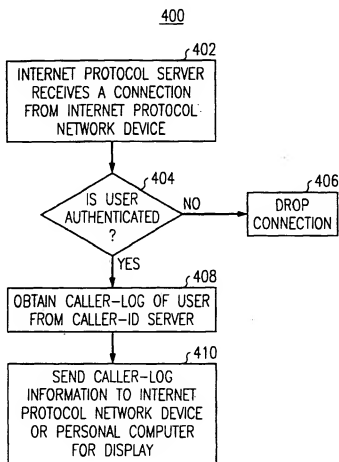 400
402
INTERNET PROTOCOL SERVER
RECEIVES A CONNECTION
FROM INTERNET PROTOCOL
NETWORK DEVICE
404
IS USER
AUTHENTICATED
?
NO
406
DROP
CONNECTION
YES
408
OBTAIN CALLER-LOG OF USER
FROM CALLER-ID SERVER
410
SEND CALLER-LOG
INFORMATION TO INTERNET
PROTOCOL NETWORK DEVICE
OR PERSONAL COMPUTER
FOR DISPLAY